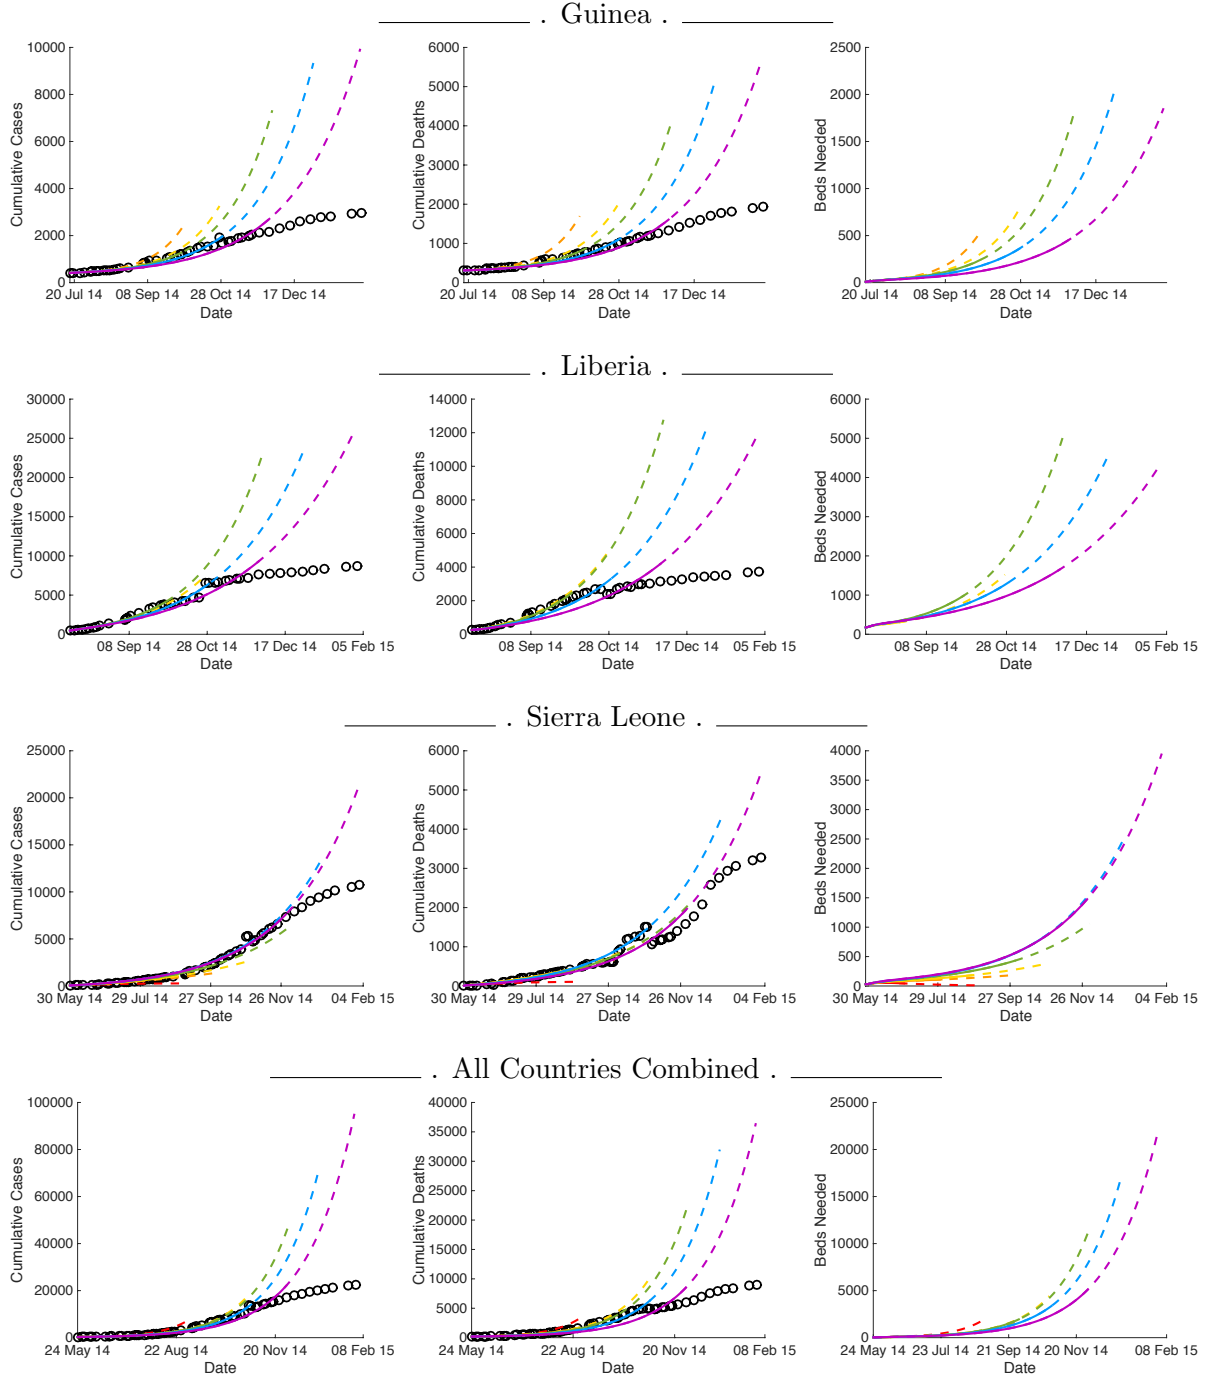 . Guinea .
Cumulative Cases
10000
8000
6000
4000
2000
0
20 Jul 14 08 Sep 14 28 Oct 14 17 Dec 14
Date
Cumulative Deaths
6000
5000
4000
3000
2000
1000
0
20 Jul 14 08 Sep 14 28 Oct 14 17 Dec 14
Date
Beds Needed
2500
2000
1500
1000
500
0
20 Jul 14 08 Sep 14 28 Oct 14 17 Dec 14
Date
. Liberia .
Cumulative Cases
30000
25000
20000
15000
10000
5000
0
08 Sep 14 28 Oct 14 17 Dec 14 05 Feb 15
Date
Cumulative Deaths
14000
12000
10000
8000
6000
4000
2000
0
08 Sep 14 28 Oct 14 17 Dec 14 05 Feb 15
Date
Beds Needed
6000
5000
4000
3000
2000
1000
0
08 Sep 14 28 Oct 14 17 Dec 14 05 Feb 15
Date
. Sierra Leone .
Cumulative Cases
25000
20000
15000
10000
5000
0
30 May 14 29 Jul 14 27 Sep 14 26 Nov 14 04 Feb 15
Date
Cumulative Deaths
6000
5000
4000
3000
2000
1000
0
30 May 14 29 Jul 14 27 Sep 14 26 Nov 14 04 Feb 15
Date
Beds Needed
4000
3500
3000
2500
2000
1500
1000
500
0
30 May 14 29 Jul 14 27 Sep 14 26 Nov 14 04 Feb 15
Date
. All Countries Combined .
Cumulative Cases
100000
80000
60000
40000
20000
0
24 May 14 22 Aug 14 20 Nov 14 08 Feb 15
Date
Cumulative Deaths
40000
35000
30000
25000
20000
15000
10000
5000
0
24 May 14 22 Aug 14 20 Nov 14 08 Feb 15
Date
Beds Needed
25000
20000
15000
10000
5000
0
24 May 14 23 Jul 14 21 Sep 14 20 Nov 14 08 Feb 15
Date